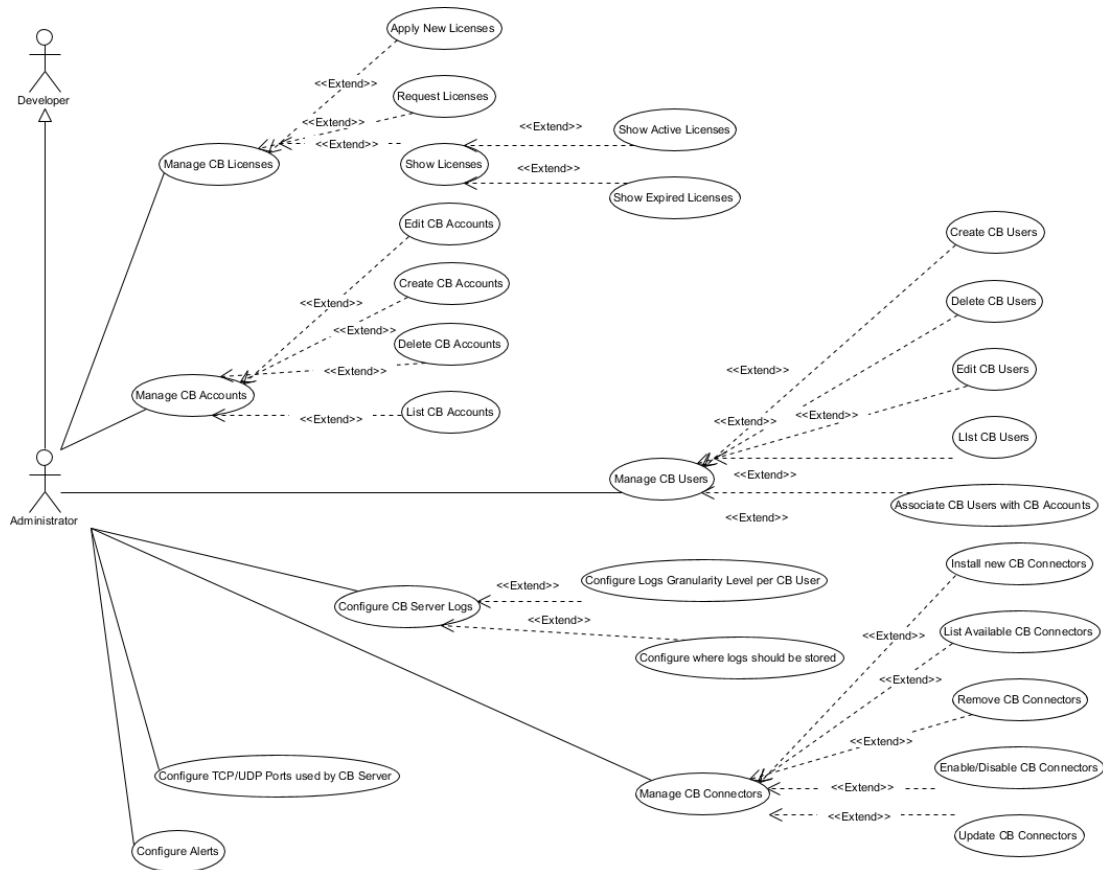 Apply New Licenses
<<Extend>>
Developer
Request Licenses
<<Extend>>
<<Extend>>
Show Active Licenses
<<Extend>>
Manage CB Licenses
Show Licenses
<<Extend>>
Show Expired Licenses
Edit CB Accounts
Create CB Users
Create CB Accounts
<<Extend>>
Delete CB Users
<<Extend>>
Delete CB Accounts
<<Extend>>
<<Extend>>
Edit CB Users
Manage CB Accounts
List CB Accounts
<<Extend>>
<<Extend>>
<<Extend>>
LIst CB Users
Manage CB Users
<<Extend>>
Associate CB Users with CB Accounts
<<Extend>>
Administrator
Install new CB Connectors
Configure Logs Granularity Level per CB User
<<Extend>>
Configure CB Server Logs
<<Extend>>
<<Extend>>
List Available CB Connectors
Configure where logs should be stored
<<Extend>>
Remove CB Connectors
<<Extend>>
Configure TCP/UDP Ports used by CB Server
Enable/Disable CB Connectors
<<Extend>>
Manage CB Connectors
<<Extend>>
Update CB Connectors
Configure Alerts